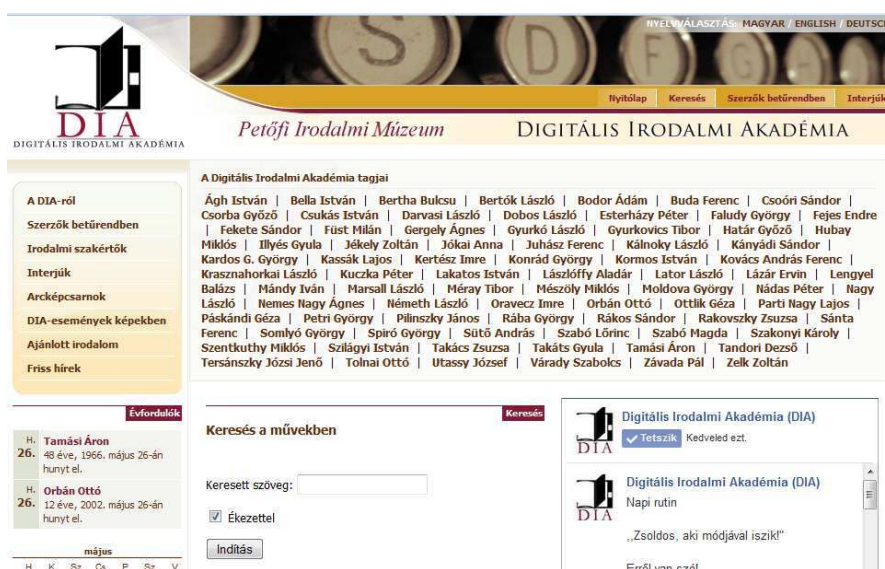 NYELVVÁLASZTÁS: MAGYAR / ENGLISH / DEUTSCH
S D F G
Nyitólap Keresés Szerzők betűrendben Interjúk
DIA
DIGITÁLIS IRODALMI AKADÉMIA
Petőfi Irodalmi Múzeum DIGITÁLIS IRODALMI AKADÉMIA
A DIA-ról
Szerzők betűrendben
Irodalmi szakértők
Interjúk
Arcképcsarnok
DIA-események képekben
Ajánlott irodalom
Friss hírek
A Digitális Irodalmi Akadémia tagjai
Ágh István | Bella István | Bertha Bulcsu | Bertók László | Bodor Ádám | Buda Ferenc | Csoóri Sándor |
Csorba Győző | Csukás István | Darvasi László | Dobos László | Esterházy Péter | Faludy György | Fejes Endre
| Fekete Sándor | Füst Milán | Gergely Ágnes | Gyurkó László | Gyurkovics Tibor | Határ Győző | Hubay
Miklós | Illyés Gyula | Jékely Zoltán | Jókai Anna | Juhász Ferenc | Kálnoky László | Kányádi Sándor |
Kardos G. György | Kassák Lajos | Kertész Imre | Konrád György | Kormos István | Kovács András Ferenc |
Krasznahorkai László | Kuczka Péter | Lakatos István | Lászlóffy Aladár | Lator László | Lázár Ervin | Lengyel
Balázs | Mándy Iván | Marsall László | Méray Tibor | Mészöly Miklós | Moldova György | Nádas Péter | Nagy
László | Nemes Nagy Ágnes | Németh László | Oravecz Imre | Orbán Ottó | Ottlik Géza | Parti Nagy Lajos |
Páskándi Géza | Petri György | Pilinszky János | Rába György | Rákos Sándor | Rakovszky Zsuzsa | Sánta
Ferenc | Somlyó György | Spiró György | Sütő András | Szabó Lőrinc | Szabó Magda | Szakonyi Károly |
Szentkuthy Miklós | Szilágyi István | Takács Zsuzsa | Takáts Gyula | Tamási Áron | Tandori Dezső |
Tersánszky Józsi Jenő | Tolnai Ottó | Utassy József | Várady Szabolcs | Závada Pál | Zelk Zoltán
Évfordulók
H. Tamási Áron
26. 48 éve, 1966. május 26-án
hunyt el.
H. Orbán Ottó
26. 12 éve, 2002. május 26-án
hunyt el.
május
H K Sz Cs P Sz V
Keresés
Keresés a művekben
Keresett szöveg:
Ékezettel
Indítás
DIA
Digitális Irodalmi Akadémia (DIA)
Tetszik Kedveled ezt.
DIA
Digitális Irodalmi Akadémia (DIA)
Napi rutin
,,Zsoldos, aki módjával iszik!"
Erről van szó!